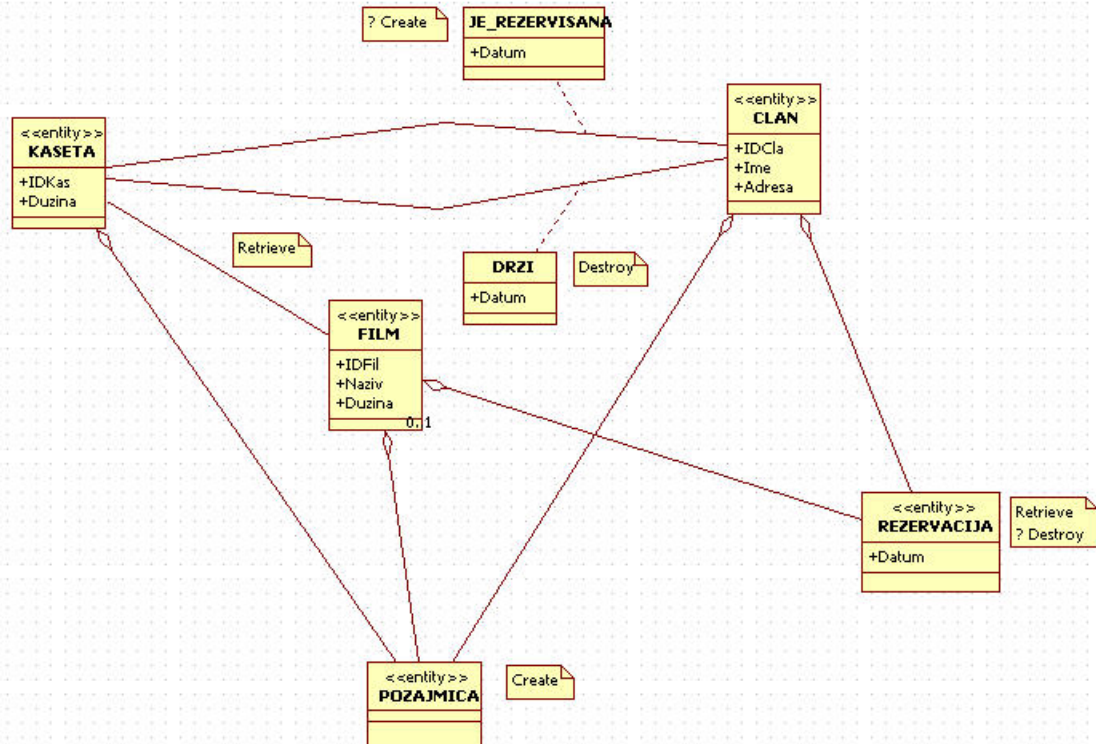 ? Create
JE_REZERVISANA
+Datum
<<entity>>
CLAN
+IDCla
+Ime
+Adresa
<<entity>>
KASETA
+IDKas
+Duzina
Retrieve
DRZI
+Datum
Destroy
<<entity>>
FILM
+IDFil
+Naziv
+Duzina
0..1
<<entity>>
REZERVACIJA
+Datum
Retrieve
? Destroy
<<entity>>
POZAJMICA
Create